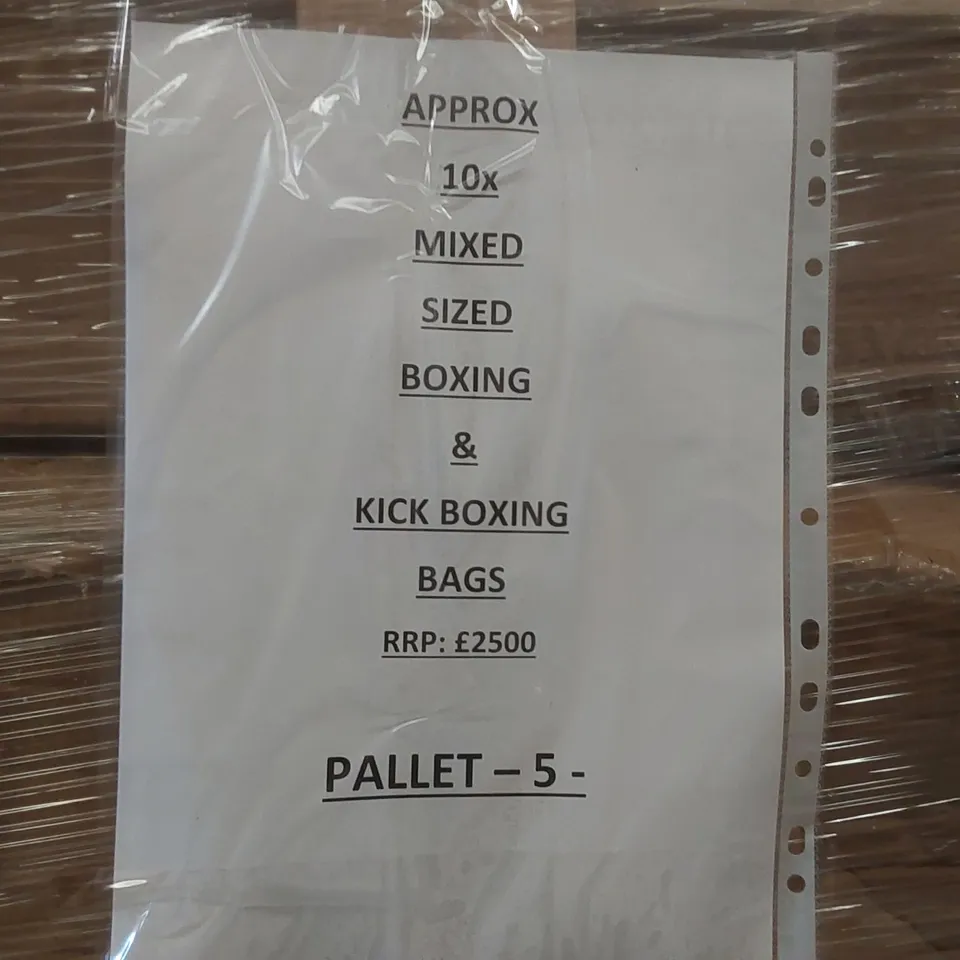 APPROX
10x
MIXED
SIZED
BOXING
&
KICK BOXING
BAGS
RRP: £2500
PALLET – 5 -